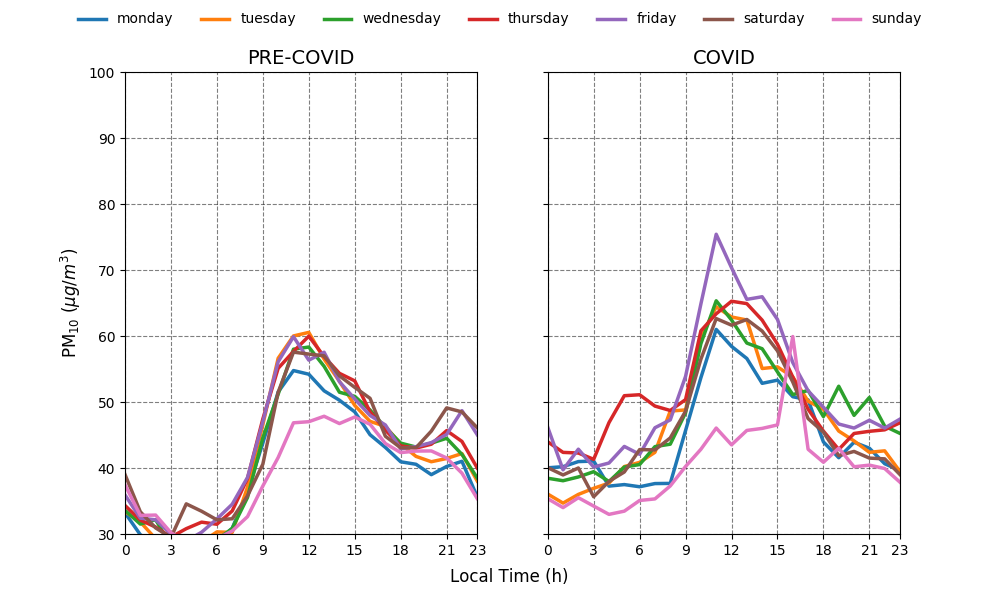 monday tuesday wednesday thursday friday saturday sunday
PRE-COVID COVID
100
90
80
70
60
50
40
30
PM₁₀ (μg/m³)
0 3 6 9 12 15 18 21 23 0 3 6 9 12 15 18 21 23
Local Time (h)